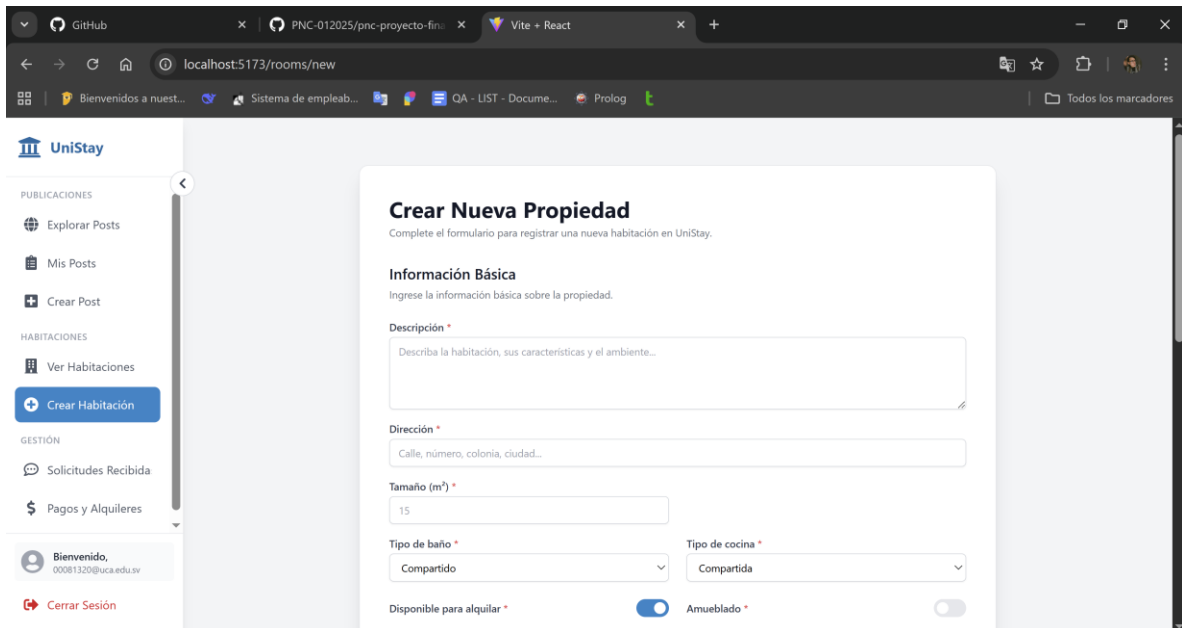 GitHub
PNC-012025/pnc-proyecto-fina
Vite + React
localhost:5173/rooms/new
Bienvenidos a nuest...
Sistema de empleab...
QA - LIST - Docume...
Prolog
Todos los marcadores
UniStay
PUBLICACIONES
Explorar Posts
Mis Posts
Crear Post
HABITACIONES
Ver Habitaciones
Crear Habitación
GESTIÓN
Solicitudes Recibida
Pagos y Alquileres
Bienvenido,
00081320@uca.edu.sv
Cerrar Sesión
Crear Nueva Propiedad
Complete el formulario para registrar una nueva habitación en UniStay.
Información Básica
Ingrese la información básica sobre la propiedad.
Descripción *
Describa la habitación, sus características y el ambiente...
Dirección *
Calle, número, colonia, ciudad...
Tamaño (m²) *
15
Tipo de baño *
Compartido
Tipo de cocina *
Compartida
Disponible para alquilar *
Amueblado *